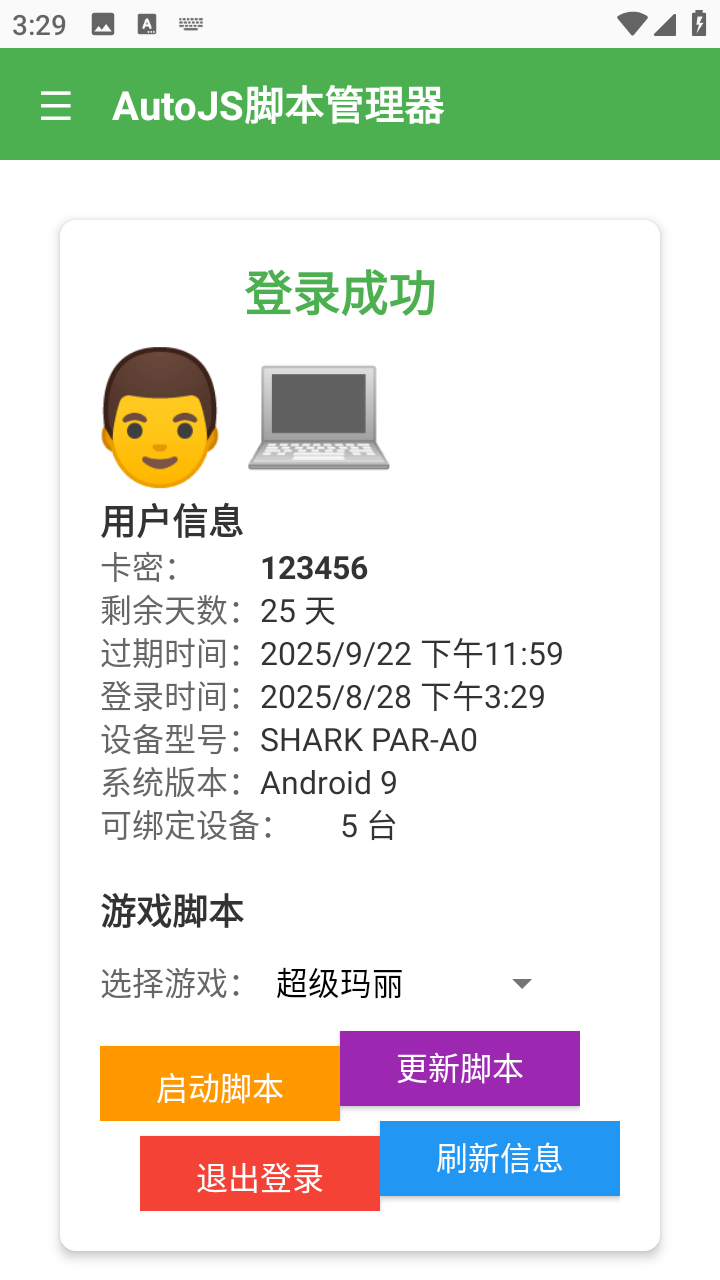 3:29
AutoJS脚本管理器
登录成功
用户信息
卡密： 123456
剩余天数： 25 天
过期时间： 2025/9/22 下午11:59
登录时间： 2025/8/28 下午3:29
设备型号： SHARK PAR-A0
系统版本： Android 9
可绑定设备： 5 台
游戏脚本
选择游戏： 超级玛丽
启动脚本 更新脚本
退出登录 刷新信息